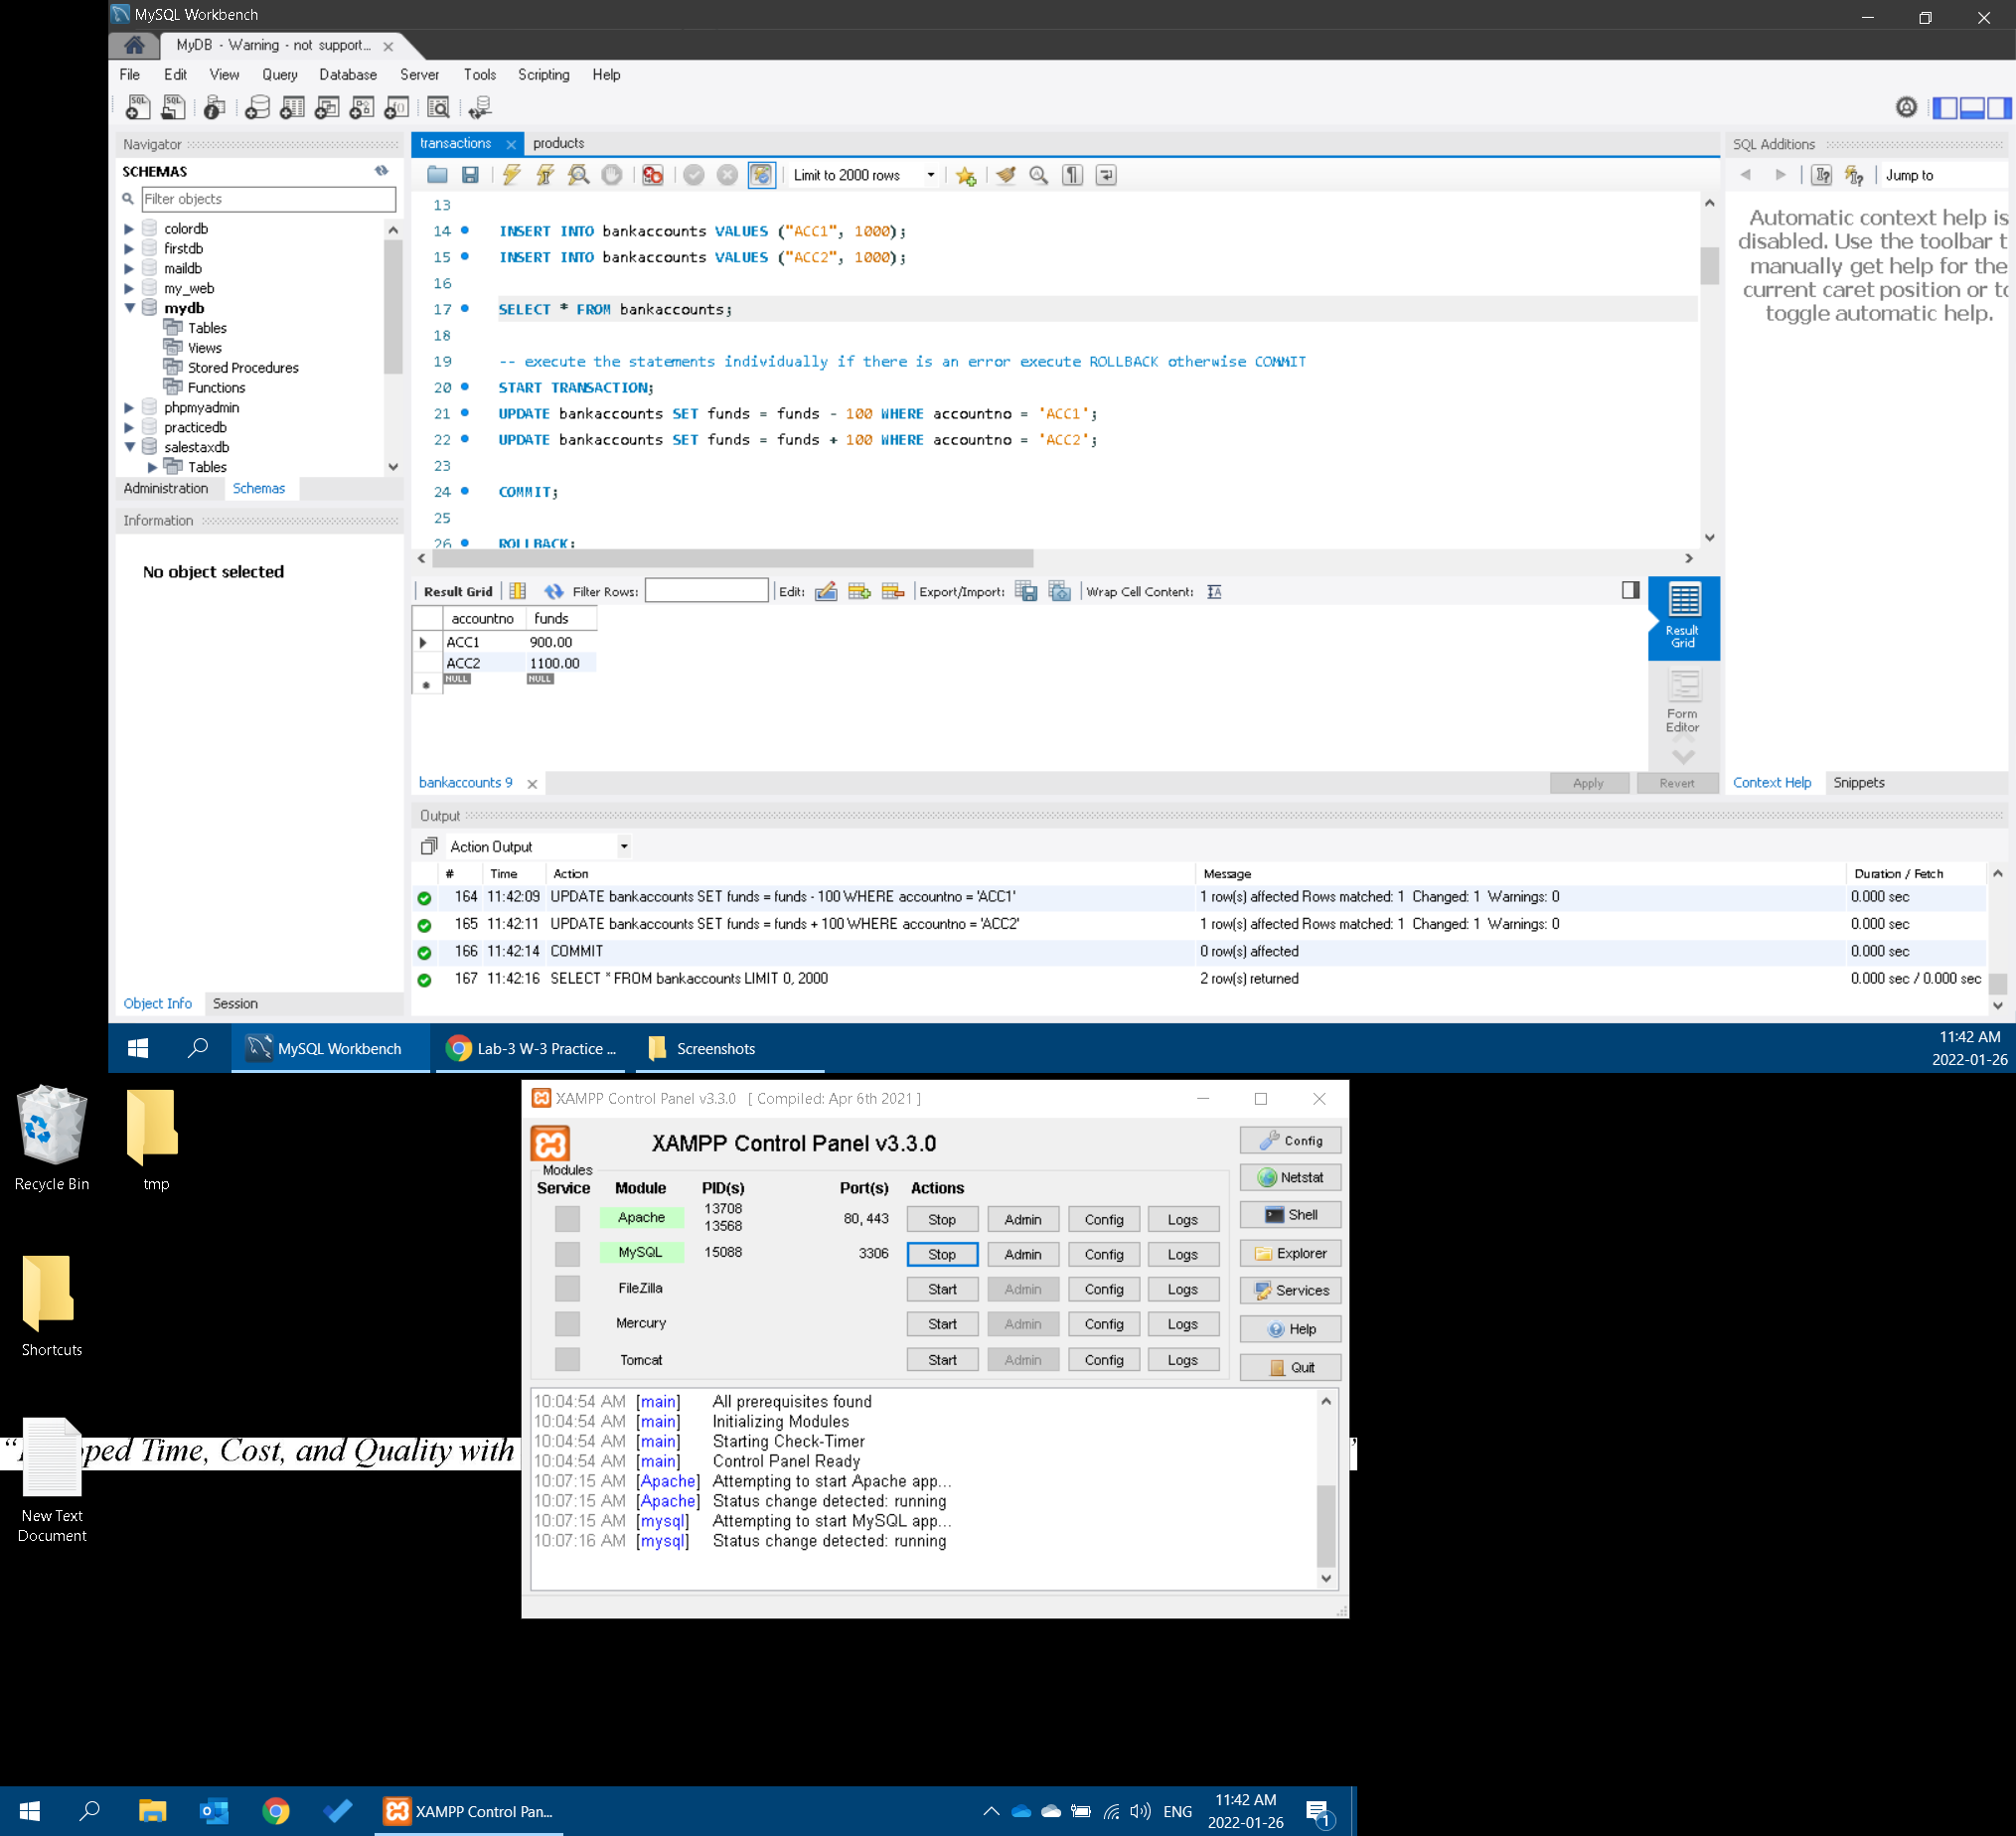 MySQL Workbench
MyDB - Warning - not support...
File Edit View Query Database Server Tools Scripting Help
Navigator
SCHEMAS
Filter objects
colordb
firstdb
maildb
my_web
mydb
Tables
Views
Stored Procedures
Functions
phpmyadmin
practicedb
salestaxdb
Tables
Administration Schemas
Information
No object selected
Object Info Session
transactions products
Limit to 2000 rows
13
14 INSERT INTO bankaccounts VALUES ("ACC1", 1000);
15 INSERT INTO bankaccounts VALUES ("ACC2", 1000);
16
17 SELECT * FROM bankaccounts;
18
19 -- execute the statements individually if there is an error execute ROLLBACK otherwise COMMIT
20 START TRANSACTION;
21 UPDATE bankaccounts SET funds = funds - 100 WHERE accountno = 'ACC1';
22 UPDATE bankaccounts SET funds = funds + 100 WHERE accountno = 'ACC2';
23
24 COMMIT;
25
26 ROLLBACK;
Result Grid Filter Rows: Edit: Export/Import: Wrap Cell Content:
accountno funds
ACC1 900.00
ACC2 1100.00
NULL NULL
Result
Grid
Form
Editor
bankaccounts 9
Apply Revert
SQL Additions
Jump to
Automatic context help is
disabled. Use the toolbar t
manually get help for the
current caret position or to
toggle automatic help.
Context Help Snippets
Output
Action Output
# Time Action Message Duration / Fetch
164 11:42:09 UPDATE bankaccounts SET funds = funds - 100 WHERE accountno = 'ACC1' 1 row(s) affected Rows matched: 1 Changed: 1 Warnings: 0 0.000 sec
165 11:42:11 UPDATE bankaccounts SET funds = funds + 100 WHERE accountno = 'ACC2' 1 row(s) affected Rows matched: 1 Changed: 1 Warnings: 0 0.000 sec
166 11:42:14 COMMIT 0 row(s) affected 0.000 sec
167 11:42:16 SELECT * FROM bankaccounts LIMIT 0, 2000 2 row(s) returned 0.000 sec / 0.000 sec
MySQL Workbench Lab-3 W-3 Practice ... Screenshots
11:42 AM
2022-01-26
Recycle Bin tmp
Shortcuts
New Text
Document
Time, Cost, and Quality with
XAMPP Control Panel v3.3.0 [ Compiled: Apr 6th 2021 ]
XAMPP Control Panel v3.3.0
Modules
Service Module PID(s) Port(s) Actions
Apache 13708 13568 80, 443 Stop Admin Config Logs
MySQL 15088 3306 Stop Admin Config Logs
FileZilla Start Admin Config Logs
Mercury Start Admin Config Logs
Tomcat Start Admin Config Logs
Config
Netstat
Shell
Explorer
Services
Help
Quit
10:04:54 AM [main] All prerequisites found
10:04:54 AM [main] Initializing Modules
10:04:54 AM [main] Starting Check-Timer
10:04:54 AM [main] Control Panel Ready
10:07:15 AM [Apache] Attempting to start Apache app...
10:07:15 AM [Apache] Status change detected: running
10:07:15 AM [mysql] Attempting to start MySQL app...
10:07:16 AM [mysql] Status change detected: running
XAMPP Control Pan...
ENG
11:42 AM
2022-01-26
1